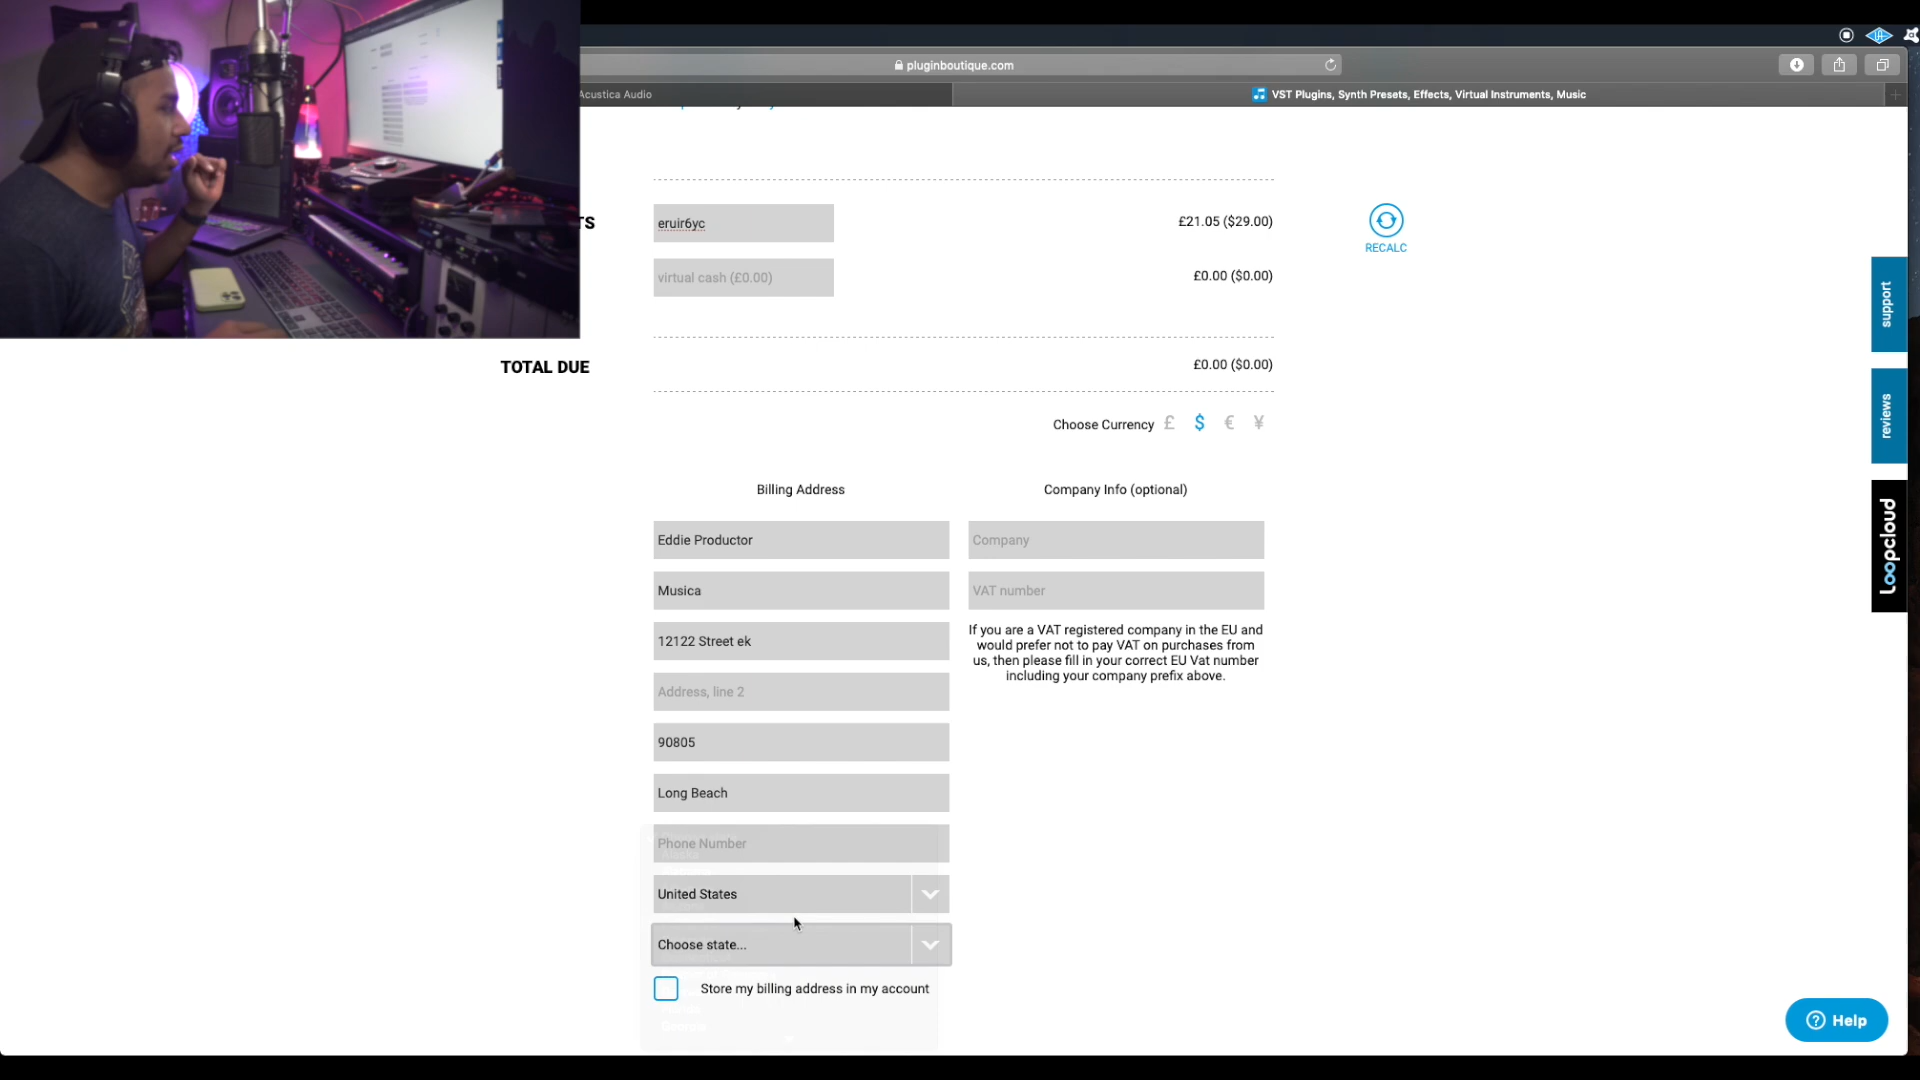 pluginboutique.com
Acustica Audio
VST Plugins, Synth Presets, Effects, Virtual Instruments, Music
TS
eruir6yc
£21.05 ($29.00)
RECALC
virtual cash (£0.00)
£0.00 ($0.00)
TOTAL DUE
£0.00 ($0.00)
Choose Currency £ $ € ¥
Billing Address
Company Info (optional)
Eddie Productor
Company
Musica
VAT number
12122 Street ek
If you are a VAT registered company in the EU and
would prefer not to pay VAT on purchases from
us, then please fill in your correct EU Vat number
including your company prefix above.
Address, line 2
90805
Long Beach
Phone Number
United States
Choose state...
Store my billing address in my account
support
reviews
loopcloud
Help